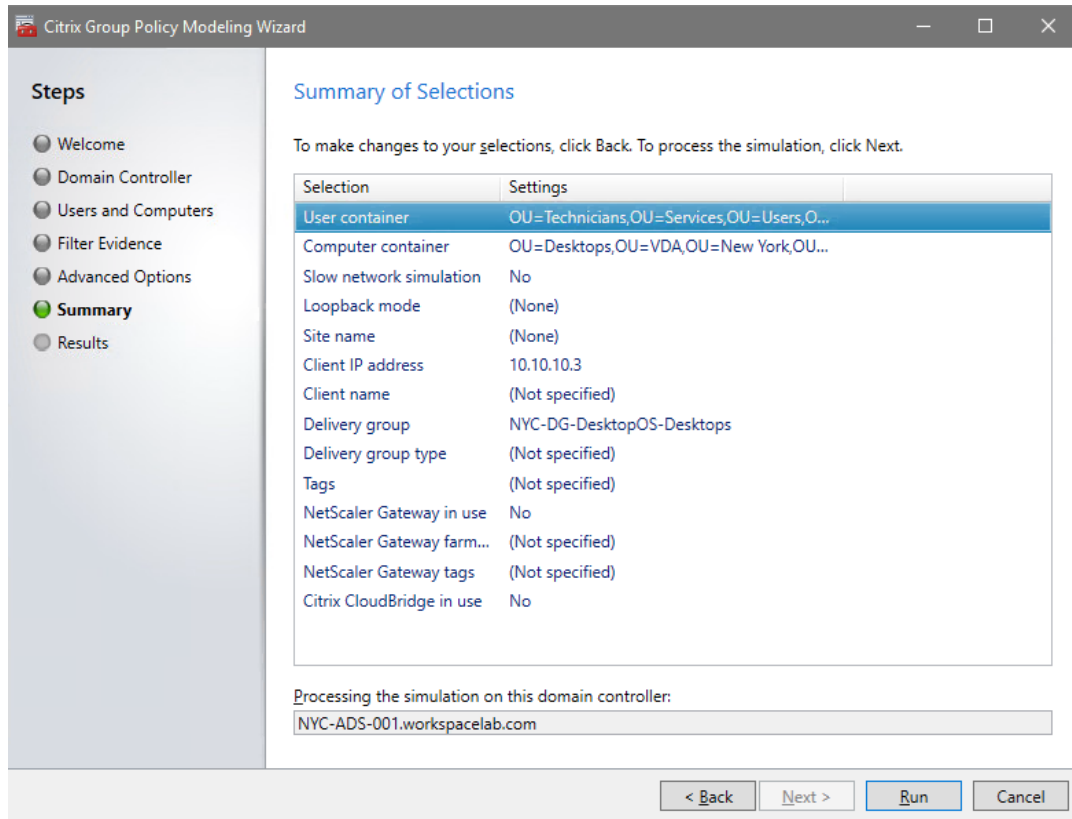 Citrix Group Policy Modeling Wizard
Steps
Welcome
Domain Controller
Users and Computers
Filter Evidence
Advanced Options
Summary
Results
Summary of Selections
To make changes to your selections, click Back. To process the simulation, click Next.
Selection Settings
User container OU=Technicians,OU=Services,OU=Users,O...
Computer container OU=Desktops,OU=VDA,OU=New York,OU...
Slow network simulation No
Loopback mode (None)
Site name (None)
Client IP address 10.10.10.3
Client name (Not specified)
Delivery group NYC-DG-DesktopOS-Desktops
Delivery group type (Not specified)
Tags (Not specified)
NetScaler Gateway in use No
NetScaler Gateway farm... (Not specified)
NetScaler Gateway tags (Not specified)
Citrix CloudBridge in use No
Processing the simulation on this domain controller:
NYC-ADS-001.workspacelab.com
< Back Next > Run Cancel